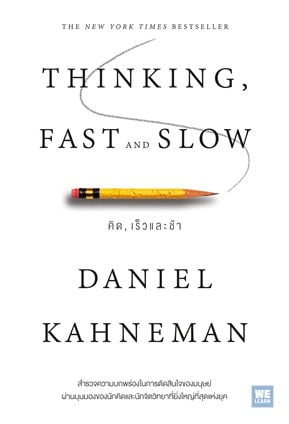 THE NEW YORK TIMES BESTSELLER
THINKING,
FAST AND SLOW
คิด, เร็วและช้า
DANIEL
KAHNEMAN
สำรวจความบกพร่องในการตัดสินใจของมนุษย์
ผ่านมุมมองของนักคิดและนักจิตวิทยาที่ยิ่งใหญ่ที่สุดแห่งยุค
WE
LEARN